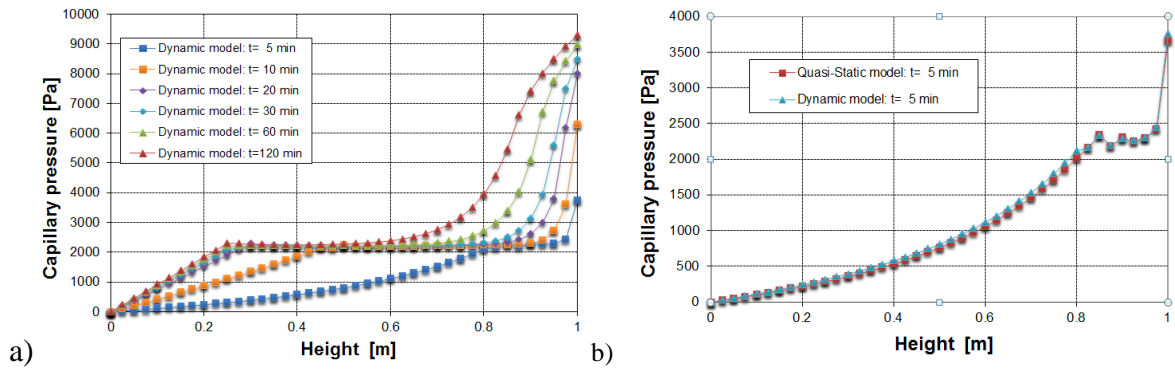 10000
9000
8000
7000
6000
5000
4000
3000
2000
1000
0
Capillary pressure [Pa]
Dynamic model: t= 5 min
Dynamic model: t= 10 min
Dynamic model: t= 20 min
Dynamic model: t= 30 min
Dynamic model: t= 60 min
Dynamic model: t=120 min
0 0.2 0.4 0.6 0.8 1
Height [m]
a)
4000
3500
3000
2500
2000
1500
1000
500
0
Capillary pressure [Pa]
Quasi-Static model: t= 5 min
Dynamic model: t= 5 min
0 0.2 0.4 0.6 0.8 1
Height [m]
b)